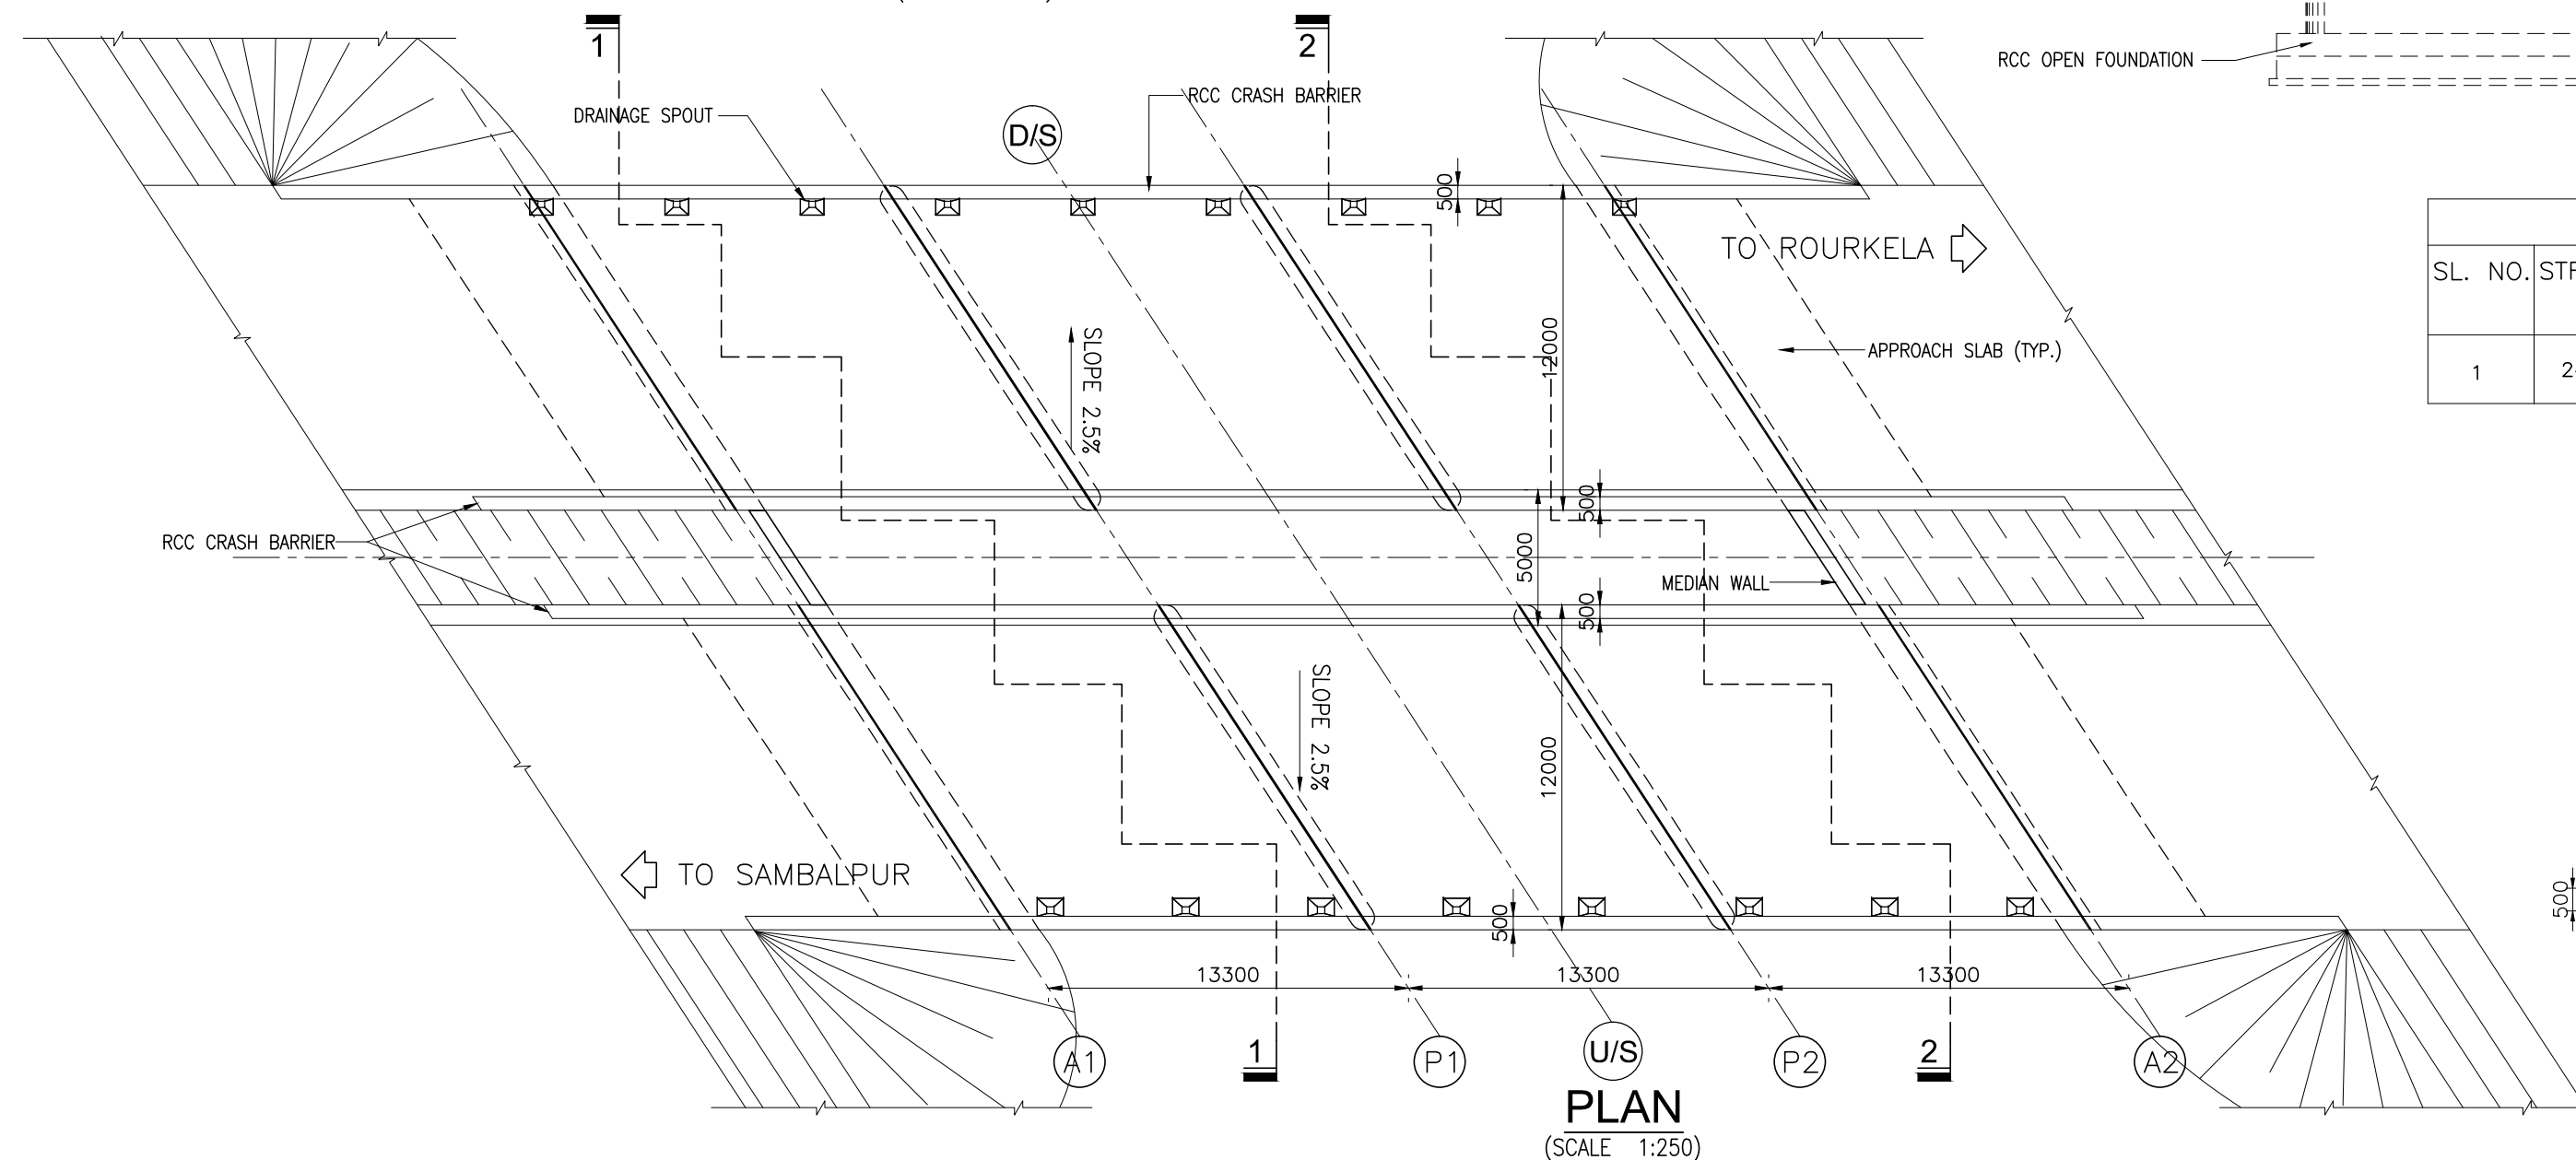 1
2
RCC OPEN FOUNDATION
DRAINAGE SPOUT
D/S
RCC CRASH BARRIER
500
TO ROURKELA
SL. NO.
1
12000
SLOPE 2.5%
APPROACH SLAB (TYP.)
500
RCC CRASH BARRIER
5000
MEDIAN WALL
500
SLOPE 2.5%
12000
TO SAMBALPUR
500
500
13300
13300
13300
A1
1
P1
U/S
P2
2
A2
PLAN
(SCALE 1:250)